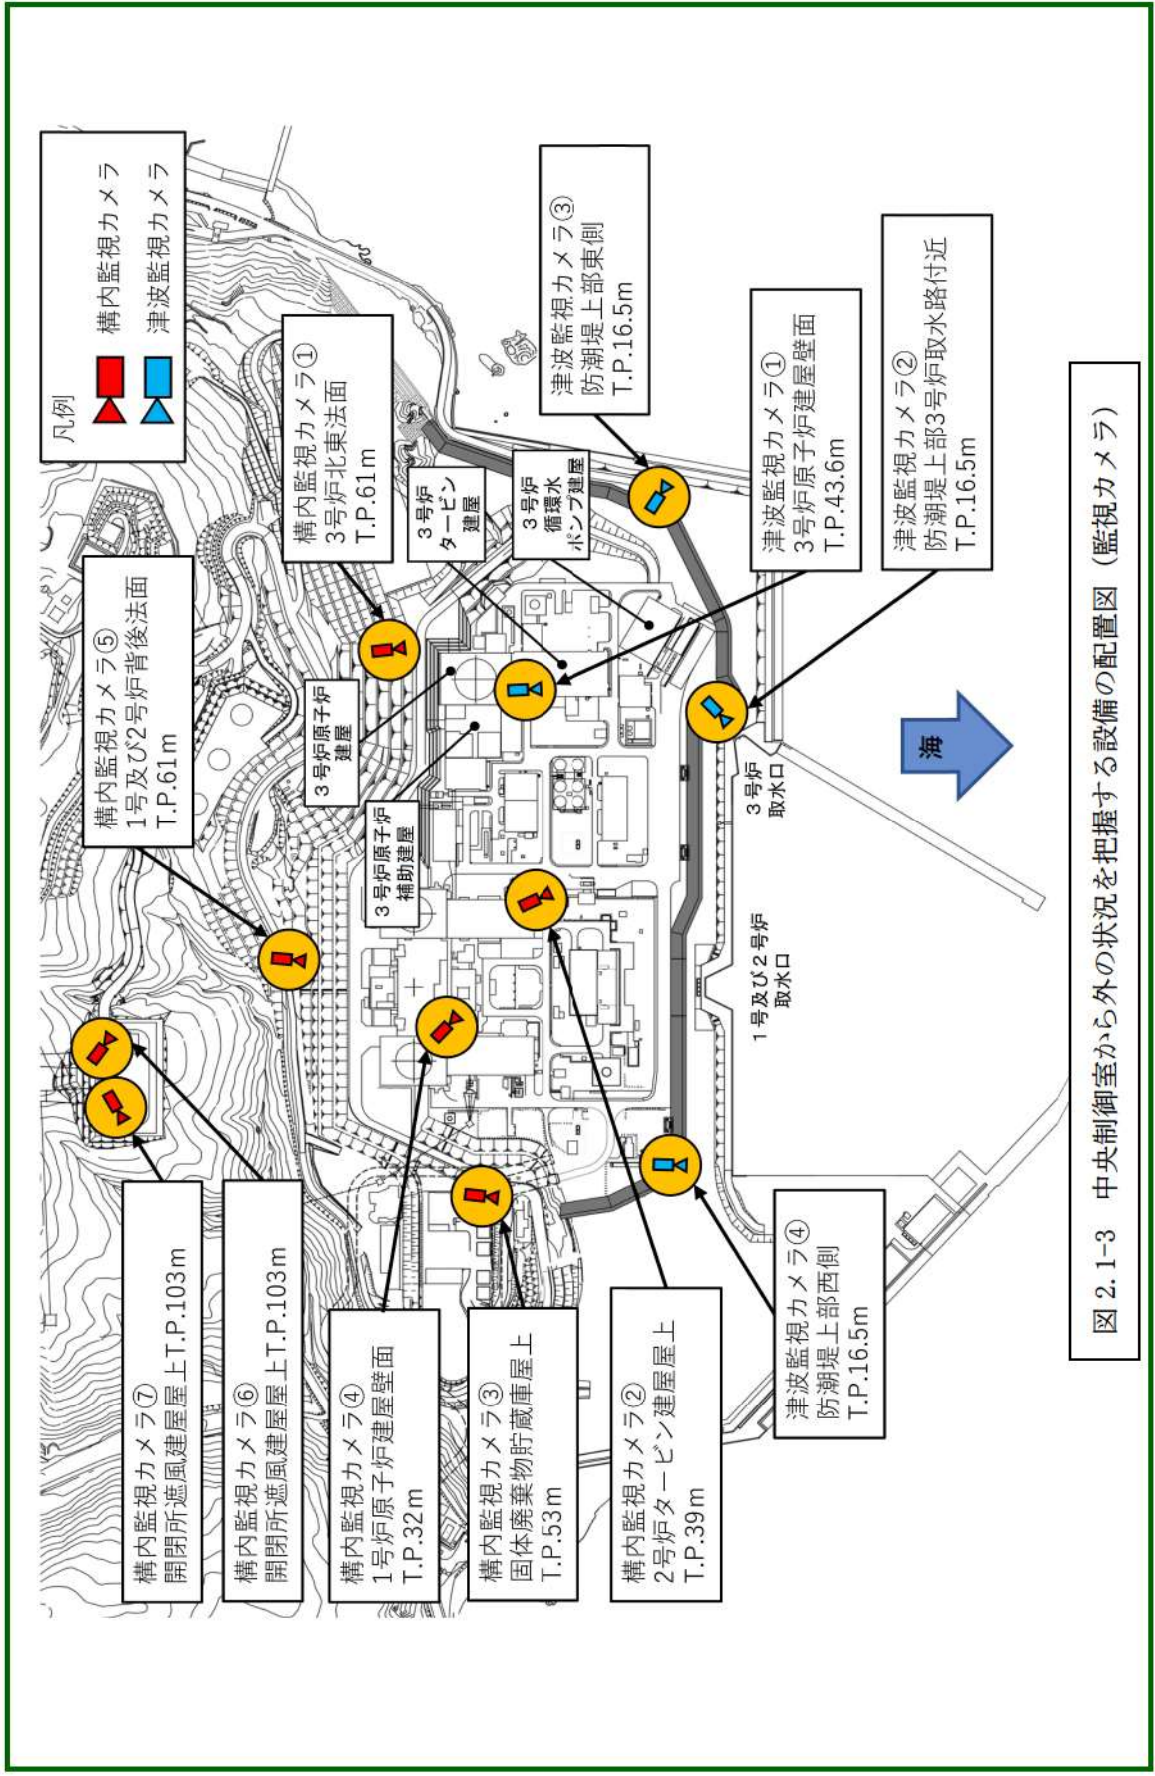 凡例
構内監視カメラ
津波監視カメラ
構内監視カメラ⑦
開閉所遮風建屋屋上T.P.103m
構内監視カメラ⑥
開閉所遮風建屋屋上T.P.103m
構内監視カメラ⑤
1号及び2号炉背後法面
T.P.61m
構内監視カメラ①
3号炉北東法面
T.P.61m
構内監視カメラ④
1号炉原子炉建屋壁面
T.P.32m
構内監視カメラ③
固体廃棄物貯蔵庫屋上
T.P.53m
構内監視カメラ②
2号炉タービン建屋屋上
T.P.39m
3号炉原子炉
建屋
3号炉原子炉
補助建屋
3号炉
タービン
建屋
3号炉
循環水
ポンプ建屋
津波監視カメラ③
防潮堤上部東側
T.P.16.5m
津波監視カメラ①
3号炉原子炉建屋壁面
T.P.43.6m
津波監視カメラ②
防潮堤上部3号炉取水路付近
T.P.16.5m
津波監視カメラ④
防潮堤上部西側
T.P.16.5m
1号及び2号炉
取水口
3号炉
取水口
海
図 2.1-3 中央制御室から外の状況を把握する設備の配置図（監視カメラ）